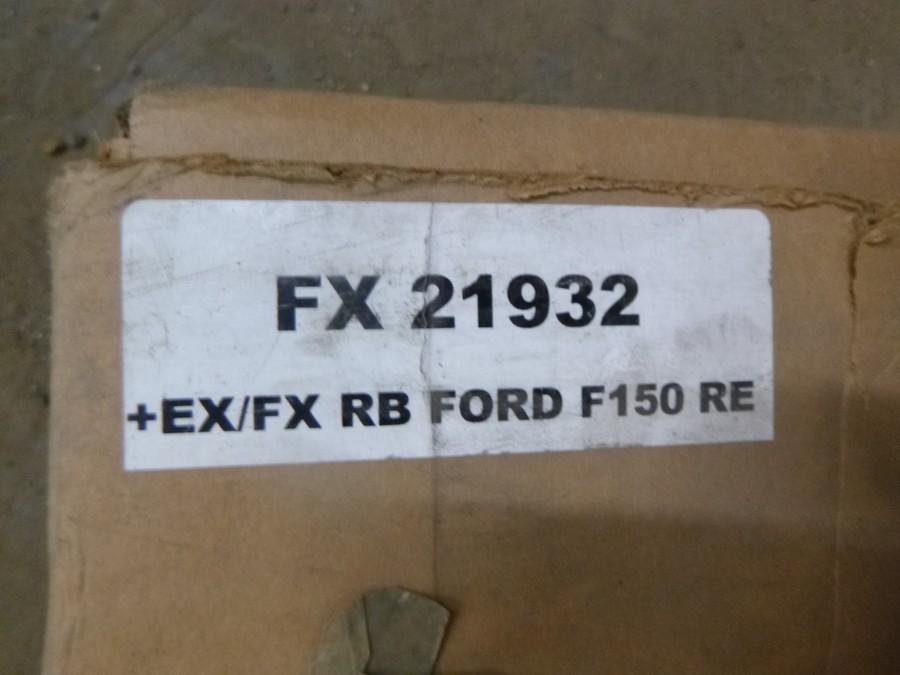 FX 21932
+EX/FX RB FORD F150 RE